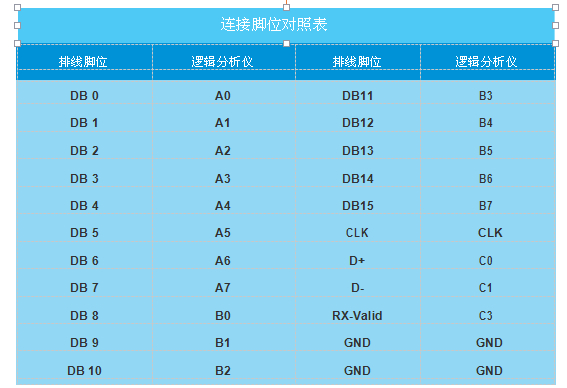 连接脚位对照表
排线脚位 逻辑分析仪 排线脚位 逻辑分析仪
DB 0 A0 DB11 B3
DB 1 A1 DB12 B4
DB 2 A2 DB13 B5
DB 3 A3 DB14 B6
DB 4 A4 DB15 B7
DB 5 A5 CLK CLK
DB 6 A6 D+ C0
DB 7 A7 D- C1
DB 8 B0 RX-Valid C3
DB 9 B1 GND GND
DB 10 B2 GND GND